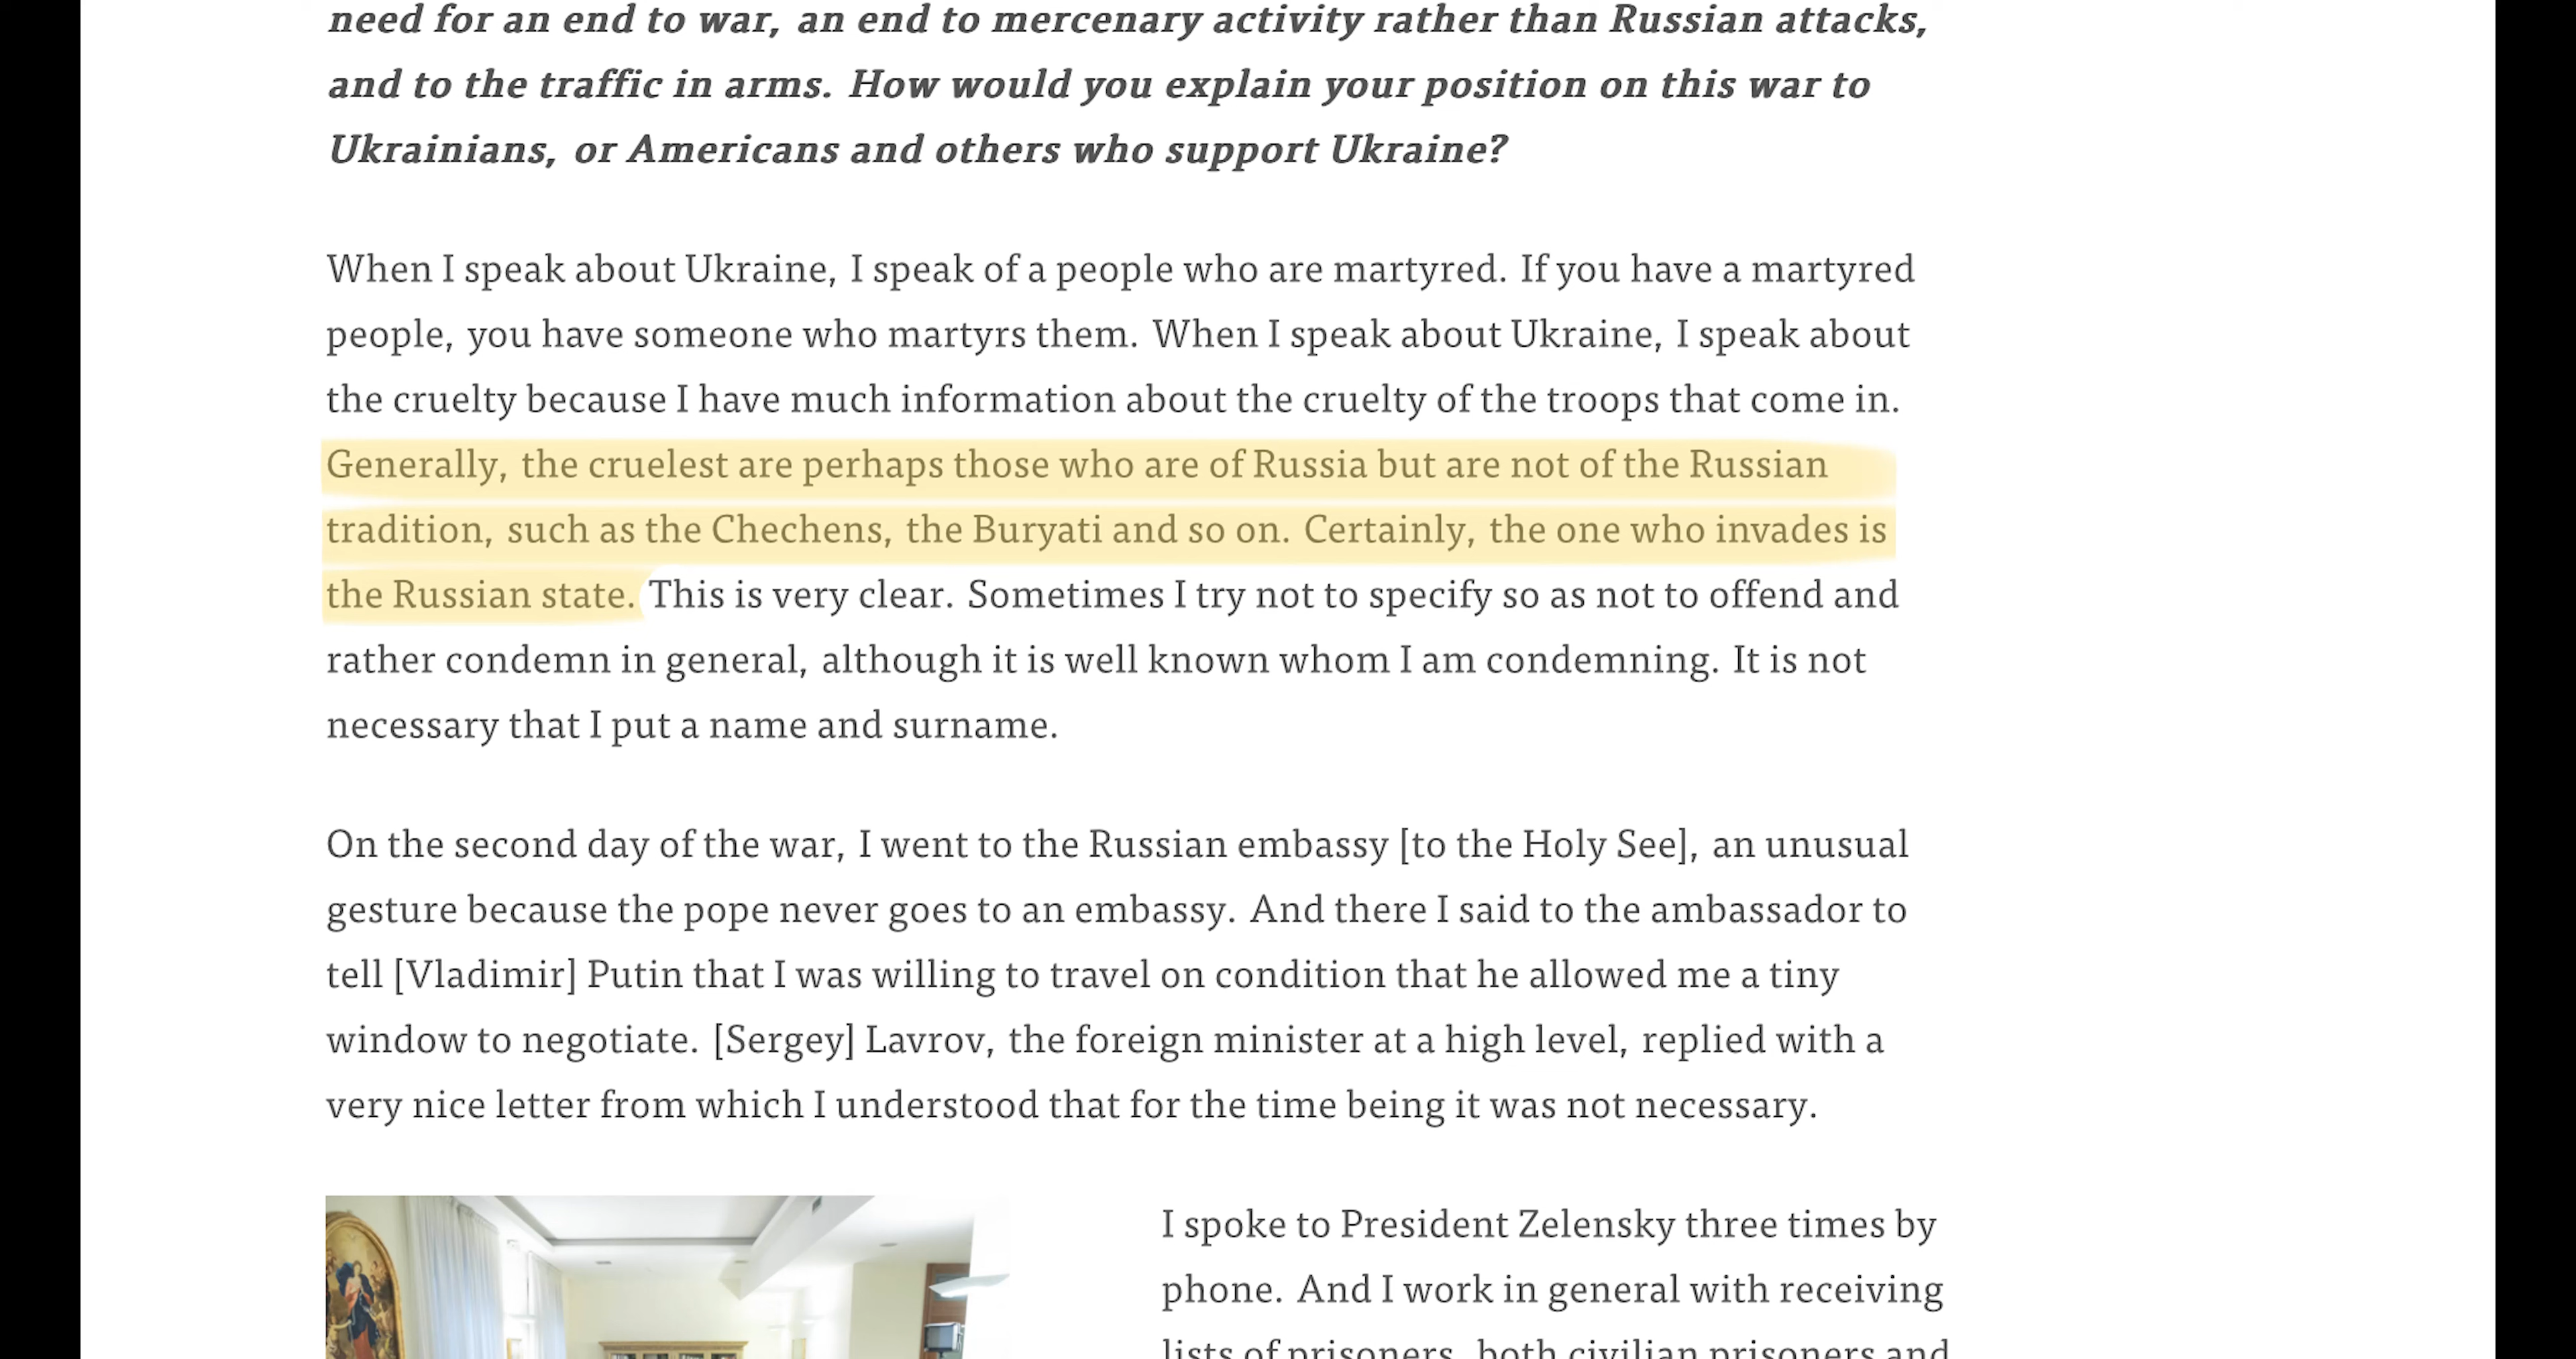 need for an end to war, an end to mercenary activity rather than Russian attacks,
and to the traffic in arms. How would you explain your position on this war to
Ukrainians, or Americans and others who support Ukraine?
When I speak about Ukraine, I speak of a people who are martyred. If you have a martyred
people, you have someone who martyrs them. When I speak about Ukraine, I speak about
the cruelty because I have much information about the cruelty of the troops that come in.
Generally, the cruelest are perhaps those who are of Russia but are not of the Russian
tradition, such as the Chechens, the Buryati and so on. Certainly, the one who invades is
the Russian state. This is very clear. Sometimes I try not to specify so as not to offend and
rather condemn in general, although it is well known whom I am condemning. It is not
necessary that I put a name and surname.
On the second day of the war, I went to the Russian embassy [to the Holy See], an unusual
gesture because the pope never goes to an embassy. And there I said to the ambassador to
tell [Vladimir] Putin that I was willing to travel on condition that he allowed me a tiny
window to negotiate. [Sergey] Lavrov, the foreign minister at a high level, replied with a
very nice letter from which I understood that for the time being it was not necessary.
I spoke to President Zelensky three times by
phone. And I work in general with receiving
lists of prisoners, both civilian prisoners and